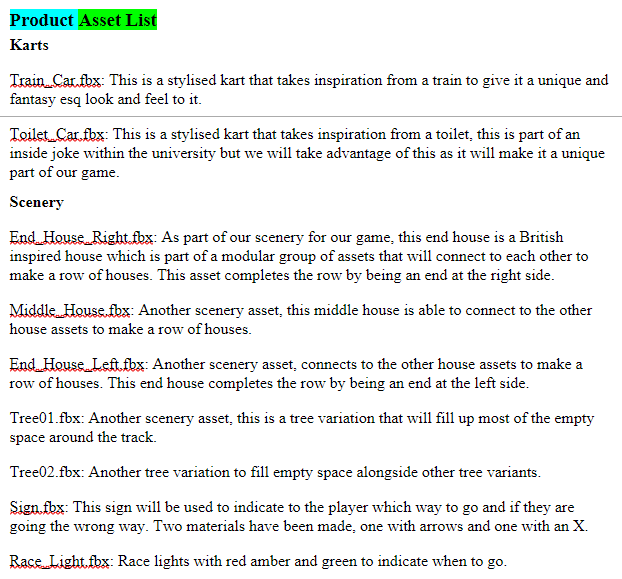 Product Asset List
Karts
Train_Car.fbx: This is a stylised kart that takes inspiration from a train to give it a unique and
fantasy esq look and feel to it.
Toilet_Car.fbx: This is a stylised kart that takes inspiration from a toilet, this is part of an
inside joke within the university but we will take advantage of this as it will make it a unique
part of our game.
Scenery
End_House_Right.fbx: As part of our scenery for our game, this end house is a British
inspired house which is part of a modular group of assets that will connect to each other to
make a row of houses. This asset completes the row by being an end at the right side.
Middle_House.fbx: Another scenery asset, this middle house is able to connect to the other
house assets to make a row of houses.
End_House_Left.fbx: Another scenery asset, connects to the other house assets to make a
row of houses. This end house completes the row by being an end at the left side.
Tree01.fbx: Another scenery asset, this is a tree variation that will fill up most of the empty
space around the track.
Tree02.fbx: Another tree variation to fill empty space alongside other tree variants.
Sign.fbx: This sign will be used to indicate to the player which way to go and if they are
going the wrong way. Two materials have been made, one with arrows and one with an X.
Race_Light.fbx: Race lights with red amber and green to indicate when to go.